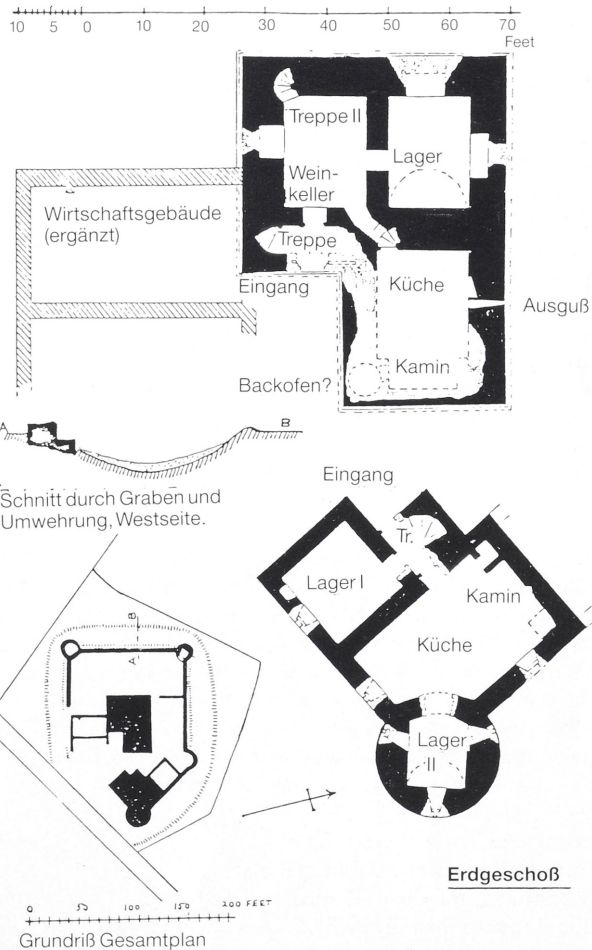 10 5 0 10 20 30 40 50 60 70
Feet
Treppe II
Lager
Wein-
keller
Wirtschaftsgebäude
(ergänzt)
Treppe
Eingang
Küche
Ausguß
Kamin
Backofen?
A B
Schnitt durch Graben und
Umwehrung, Westseite.
Eingang
Tr.
Lager I
Kamin
Küche
Lager
II
B
A
Erdgeschoß
0 50 100 150 200 FEET
Grundriß Gesamtplan